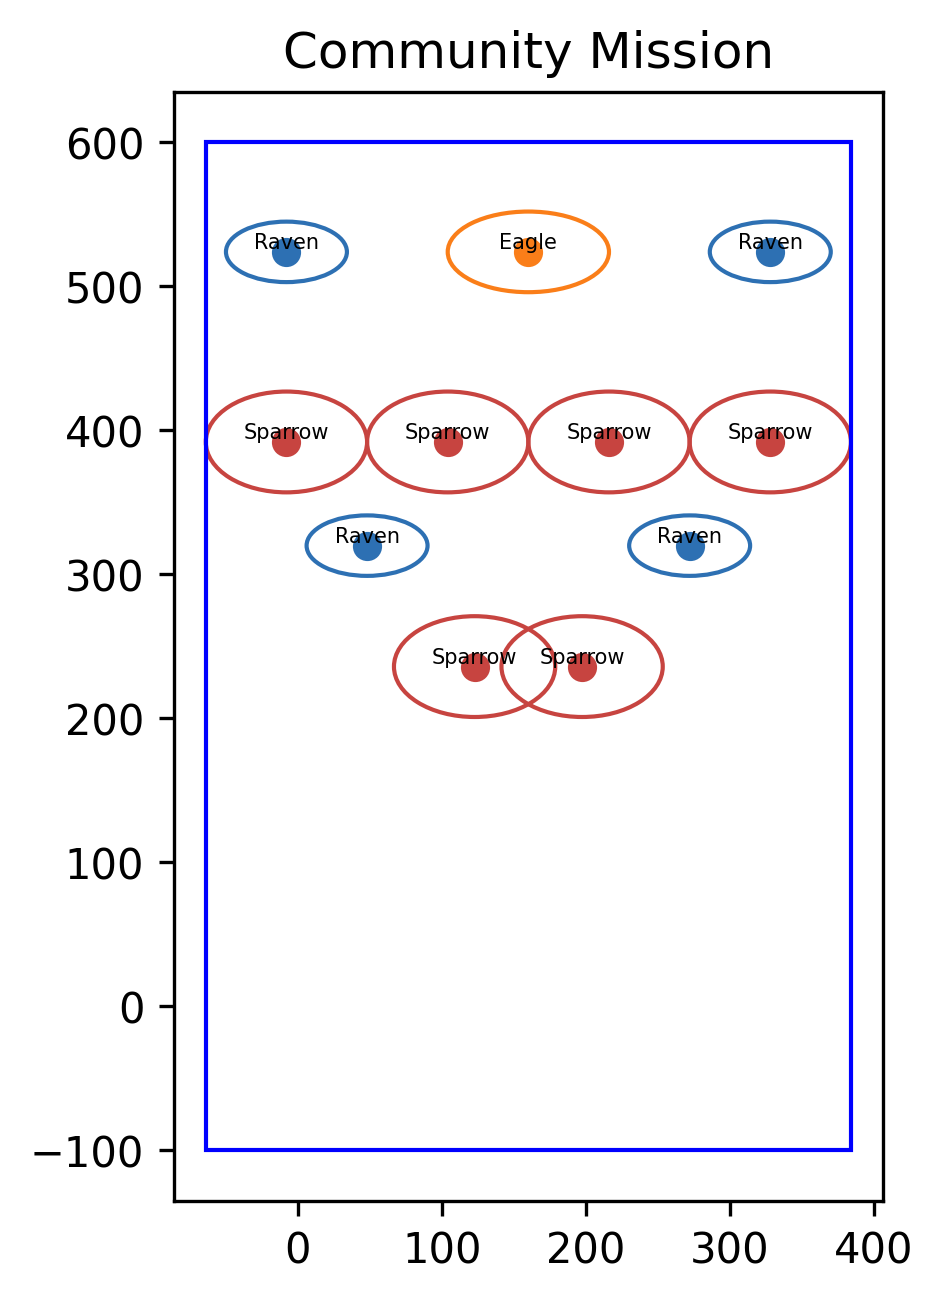 Community Mission
600
Raven Eagle Raven
500
400
Sparrow Sparrow Sparrow Sparrow
Raven Raven
300
Sparrow Sparrow
200
100
0
−100
0 100 200 300 400